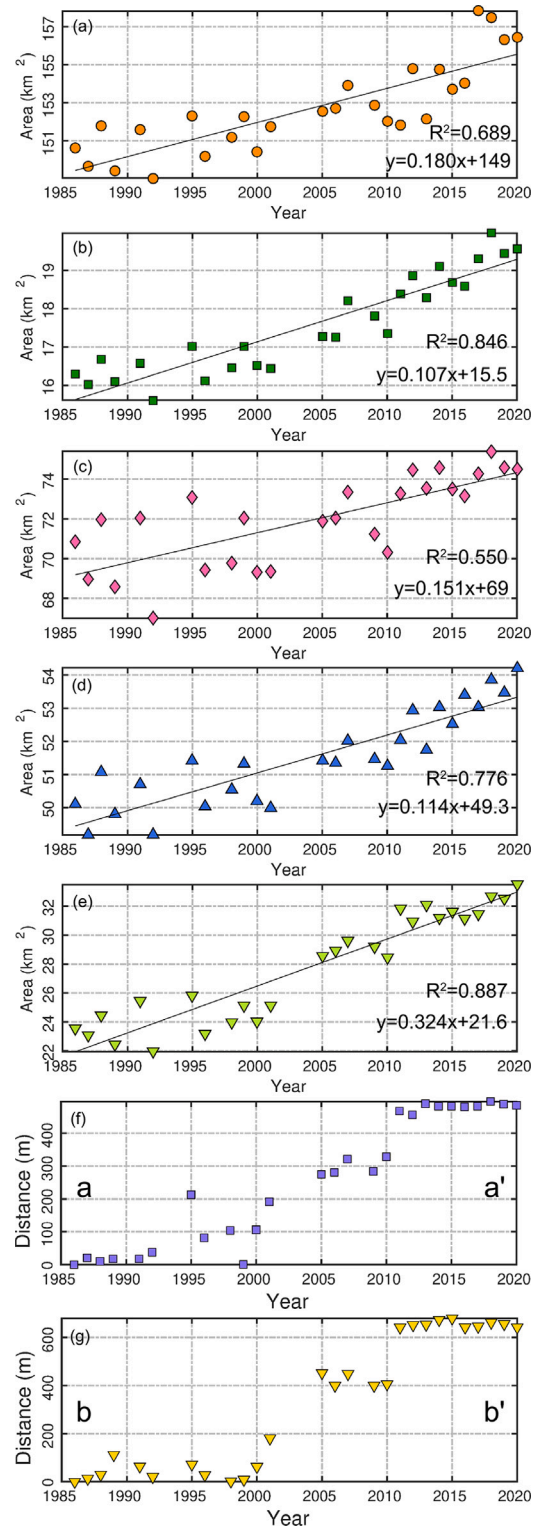 (a)
157
155
153
151
Area (km ²)
R²=0.689
y=0.180x+149
1985 1990 1995 2000 2005 2010 2015 2020
Year
(b)
19
18
17
16
Area (km ²)
R²=0.846
y=0.107x+15.5
1985 1990 1995 2000 2005 2010 2015 2020
Year
(c)
74
72
70
68
Area (km ²)
R²=0.550
y=0.151x+69
1985 1990 1995 2000 2005 2010 2015 2020
Year
(d)
54
53
52
51
50
Area (km ²)
R²=0.776
y=0.114x+49.3
1985 1990 1995 2000 2005 2010 2015 2020
Year
(e)
32
30
28
26
24
22
Area (km ²)
R²=0.887
y=0.324x+21.6
1985 1990 1995 2000 2005 2010 2015 2020
Year
(f)
400
300
200
100
0
Distance (m)
a a'
1985 1990 1995 2000 2005 2010 2015 2020
Year
(g)
600
400
200
0
Distance (m)
b b'
1985 1990 1995 2000 2005 2010 2015 2020
Year